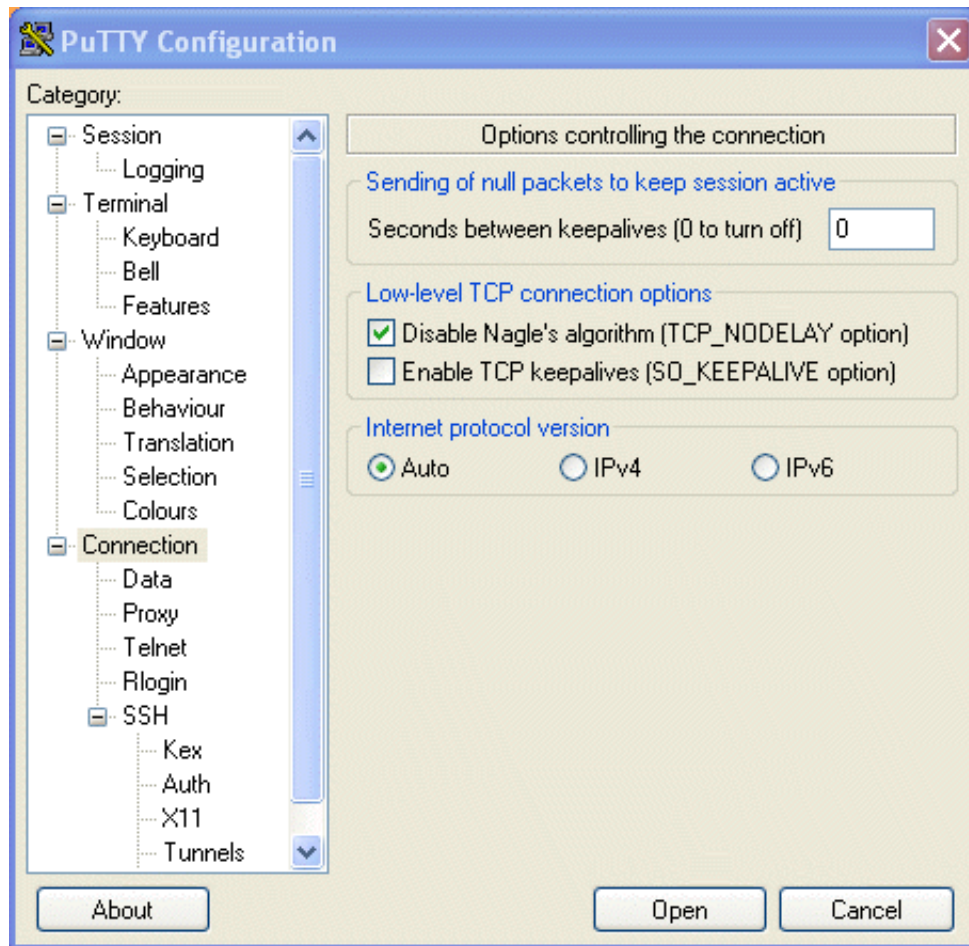 PuTTY Configuration
Category:
Session
Logging
Terminal
Keyboard
Bell
Features
Window
Appearance
Behaviour
Translation
Selection
Colours
Connection
Data
Proxy
Telnet
Rlogin
SSH
Kex
Auth
X11
Tunnels
Options controlling the connection
Sending of null packets to keep session active
Seconds between keepalives (0 to turn off) 0
Low-level TCP connection options
Disable Nagle's algorithm (TCP_NODELAY option)
Enable TCP keepalives (SO_KEEPALIVE option)
Internet protocol version
Auto IPv4 IPv6
About Open Cancel